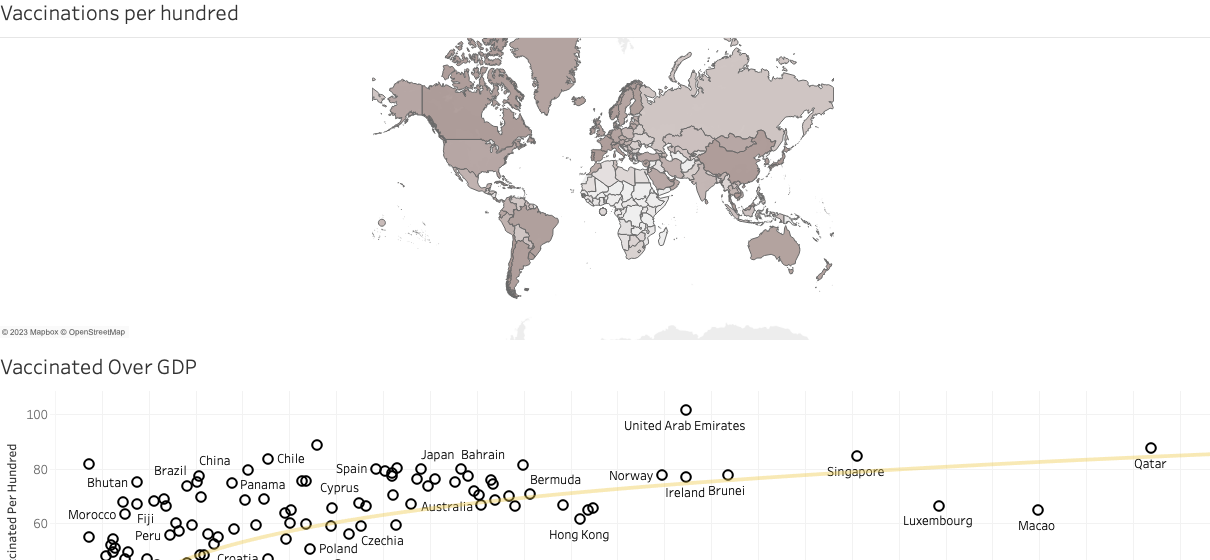 Vaccinations per hundred
© 2023 Mapbox © OpenStreetMap
Vaccinated Over GDP
100
United Arab Emirates
China
Chile
Japan
Bahrain
Qatar
Brazil
80
Spain
Norway
Singapore
Bhutan
Panama
Cyprus
Bermuda
Ireland
Brunei
Morocco
Fiji
Australia
Luxembourg
Macao
60
Peru
Czechia
Hong Kong
Poland
Croatia
cinated Per Hundred